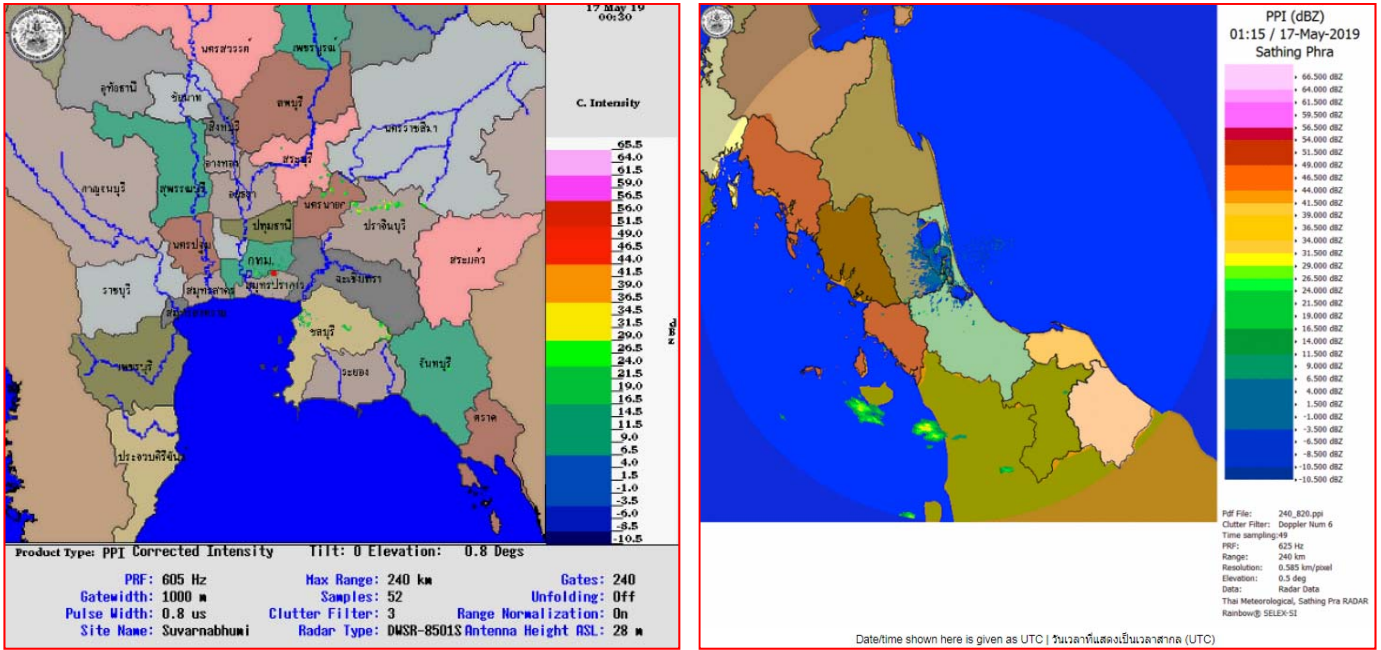 17 May 19
00:30
C. Intensity
65.5
64.0
61.5
59.0
56.5
56.0
51.5
49.0
46.5
44.0
41.5
39.0
36.5
34.5
31.5
29.0
26.5
24.0
21.5
19.0
16.5
14.5
11.5
9.0
6.5
4.0
1.5
-1.0
-3.5
-6.0
-8.5
-10.5
นครสวรรค์
เพชรบูรณ์
อุทัยธานี
ชัยนาท
ลพบุรี
สิงห์บุรี
นครราชสีมา
อ่างทอง
สระบุรี
กาญจนบุรี
สุพรรณบุรี
อยุธยา
นครนายก
ปทุมธานี
ปราจีนบุรี
นครปฐม
กทม.
สระแก้ว
ราชบุรี
สมุทรสาคร
สมุทรปราการ
ฉะเชิงเทรา
สมุทรสงคราม
ชลบุรี
เพชรบุรี
ระยอง
จันทบุรี
ตราด
ประจวบคีรีขันธ์
Product Type: PPI Corrected Intensity Tilt: 0 Elevation: 0.8 Degs
PRF: 605 Hz Max Range: 240 km Gates: 240
Gatewidth: 1000 m Samples: 52 Unfolding: Off
Pulse Width: 0.8 us Clutter Filter: 3 Range Normalization: On
Site Name: Suvarnabhumi Radar Type: DWSR-8501S Antenna Height ASL: 28 m
PPI (dBZ)
01:15 / 17-May-2019
Sathing Phra
66.500 dBZ
64.000 dBZ
61.500 dBZ
59.500 dBZ
56.500 dBZ
54.000 dBZ
51.500 dBZ
49.000 dBZ
46.500 dBZ
44.000 dBZ
41.500 dBZ
39.000 dBZ
36.500 dBZ
34.000 dBZ
31.500 dBZ
29.000 dBZ
26.500 dBZ
24.000 dBZ
21.500 dBZ
19.000 dBZ
16.500 dBZ
14.000 dBZ
11.500 dBZ
9.000 dBZ
6.500 dBZ
4.000 dBZ
1.500 dBZ
-1.000 dBZ
-3.500 dBZ
-6.500 dBZ
-8.500 dBZ
-10.500 dBZ
-10.500 dBZ
Pdf File: 240_820.ppi
Clutter Filter: Doppler Num 6
Time sampling:49
PRF: 625 Hz
Range: 240 km
Resolution: 0.585 km/pixel
Elevation: 0.5 deg
Data: Radar Data
Thai Meteorological, Sathing Pra RADAR
Rainbow® SELEX-SI
Date/time shown here is given as UTC | วันเวลาที่แสดงเป็นเวลาสากล (UTC)